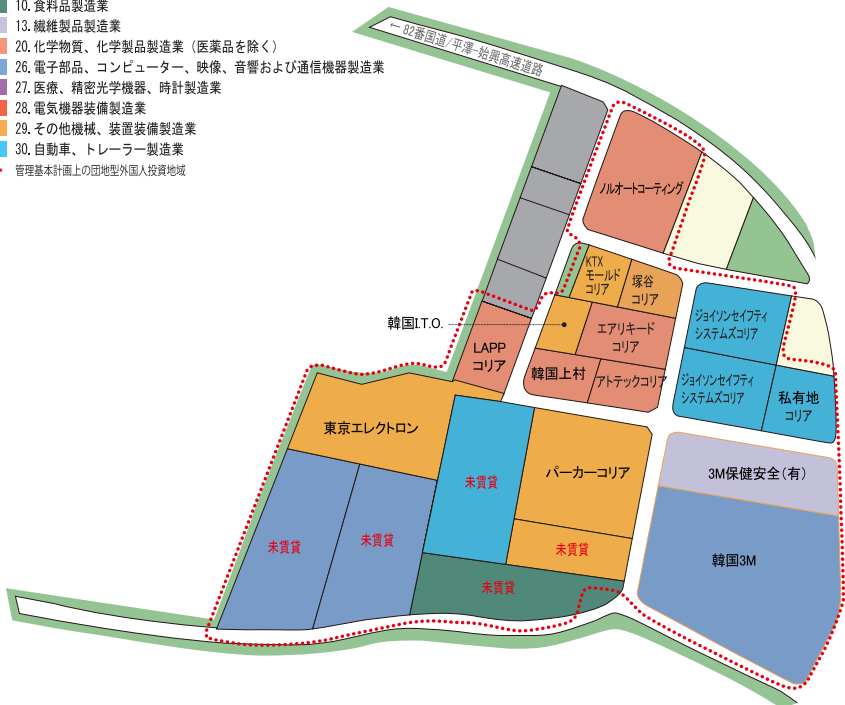 10. 食料品製造業
13. 繊維製品製造業
20. 化学物質、化学製品製造業（医薬品を除く）
26. 電子部品、コンピューター、映像、音響および通信機器製造業
27. 医療、精密光学機器、時計製造業
28. 電気機器装備製造業
29. その他機械、装置装備製造業
30. 自動車、トレーラー製造業
管理基本計画上の団地型外国人投資地域
← 82番国道/平澤-始興高速道路
ノルオートコーティング
KTX
モールド
コリア
塚谷
コリア
韓国I.T.O.
エアリキード
コリア
LAPP
コリア
韓国上村
アトテックコリア
ジョイソンセイフティ
システムズコリア
ジョイソンセイフティ
システムズコリア
私有地
コリア
東京エレクトロン
未賃貸
パーカーコリア
3M保健安全(有)
未賃貸
未賃貸
未賃貸
韓国3M
未賃貸